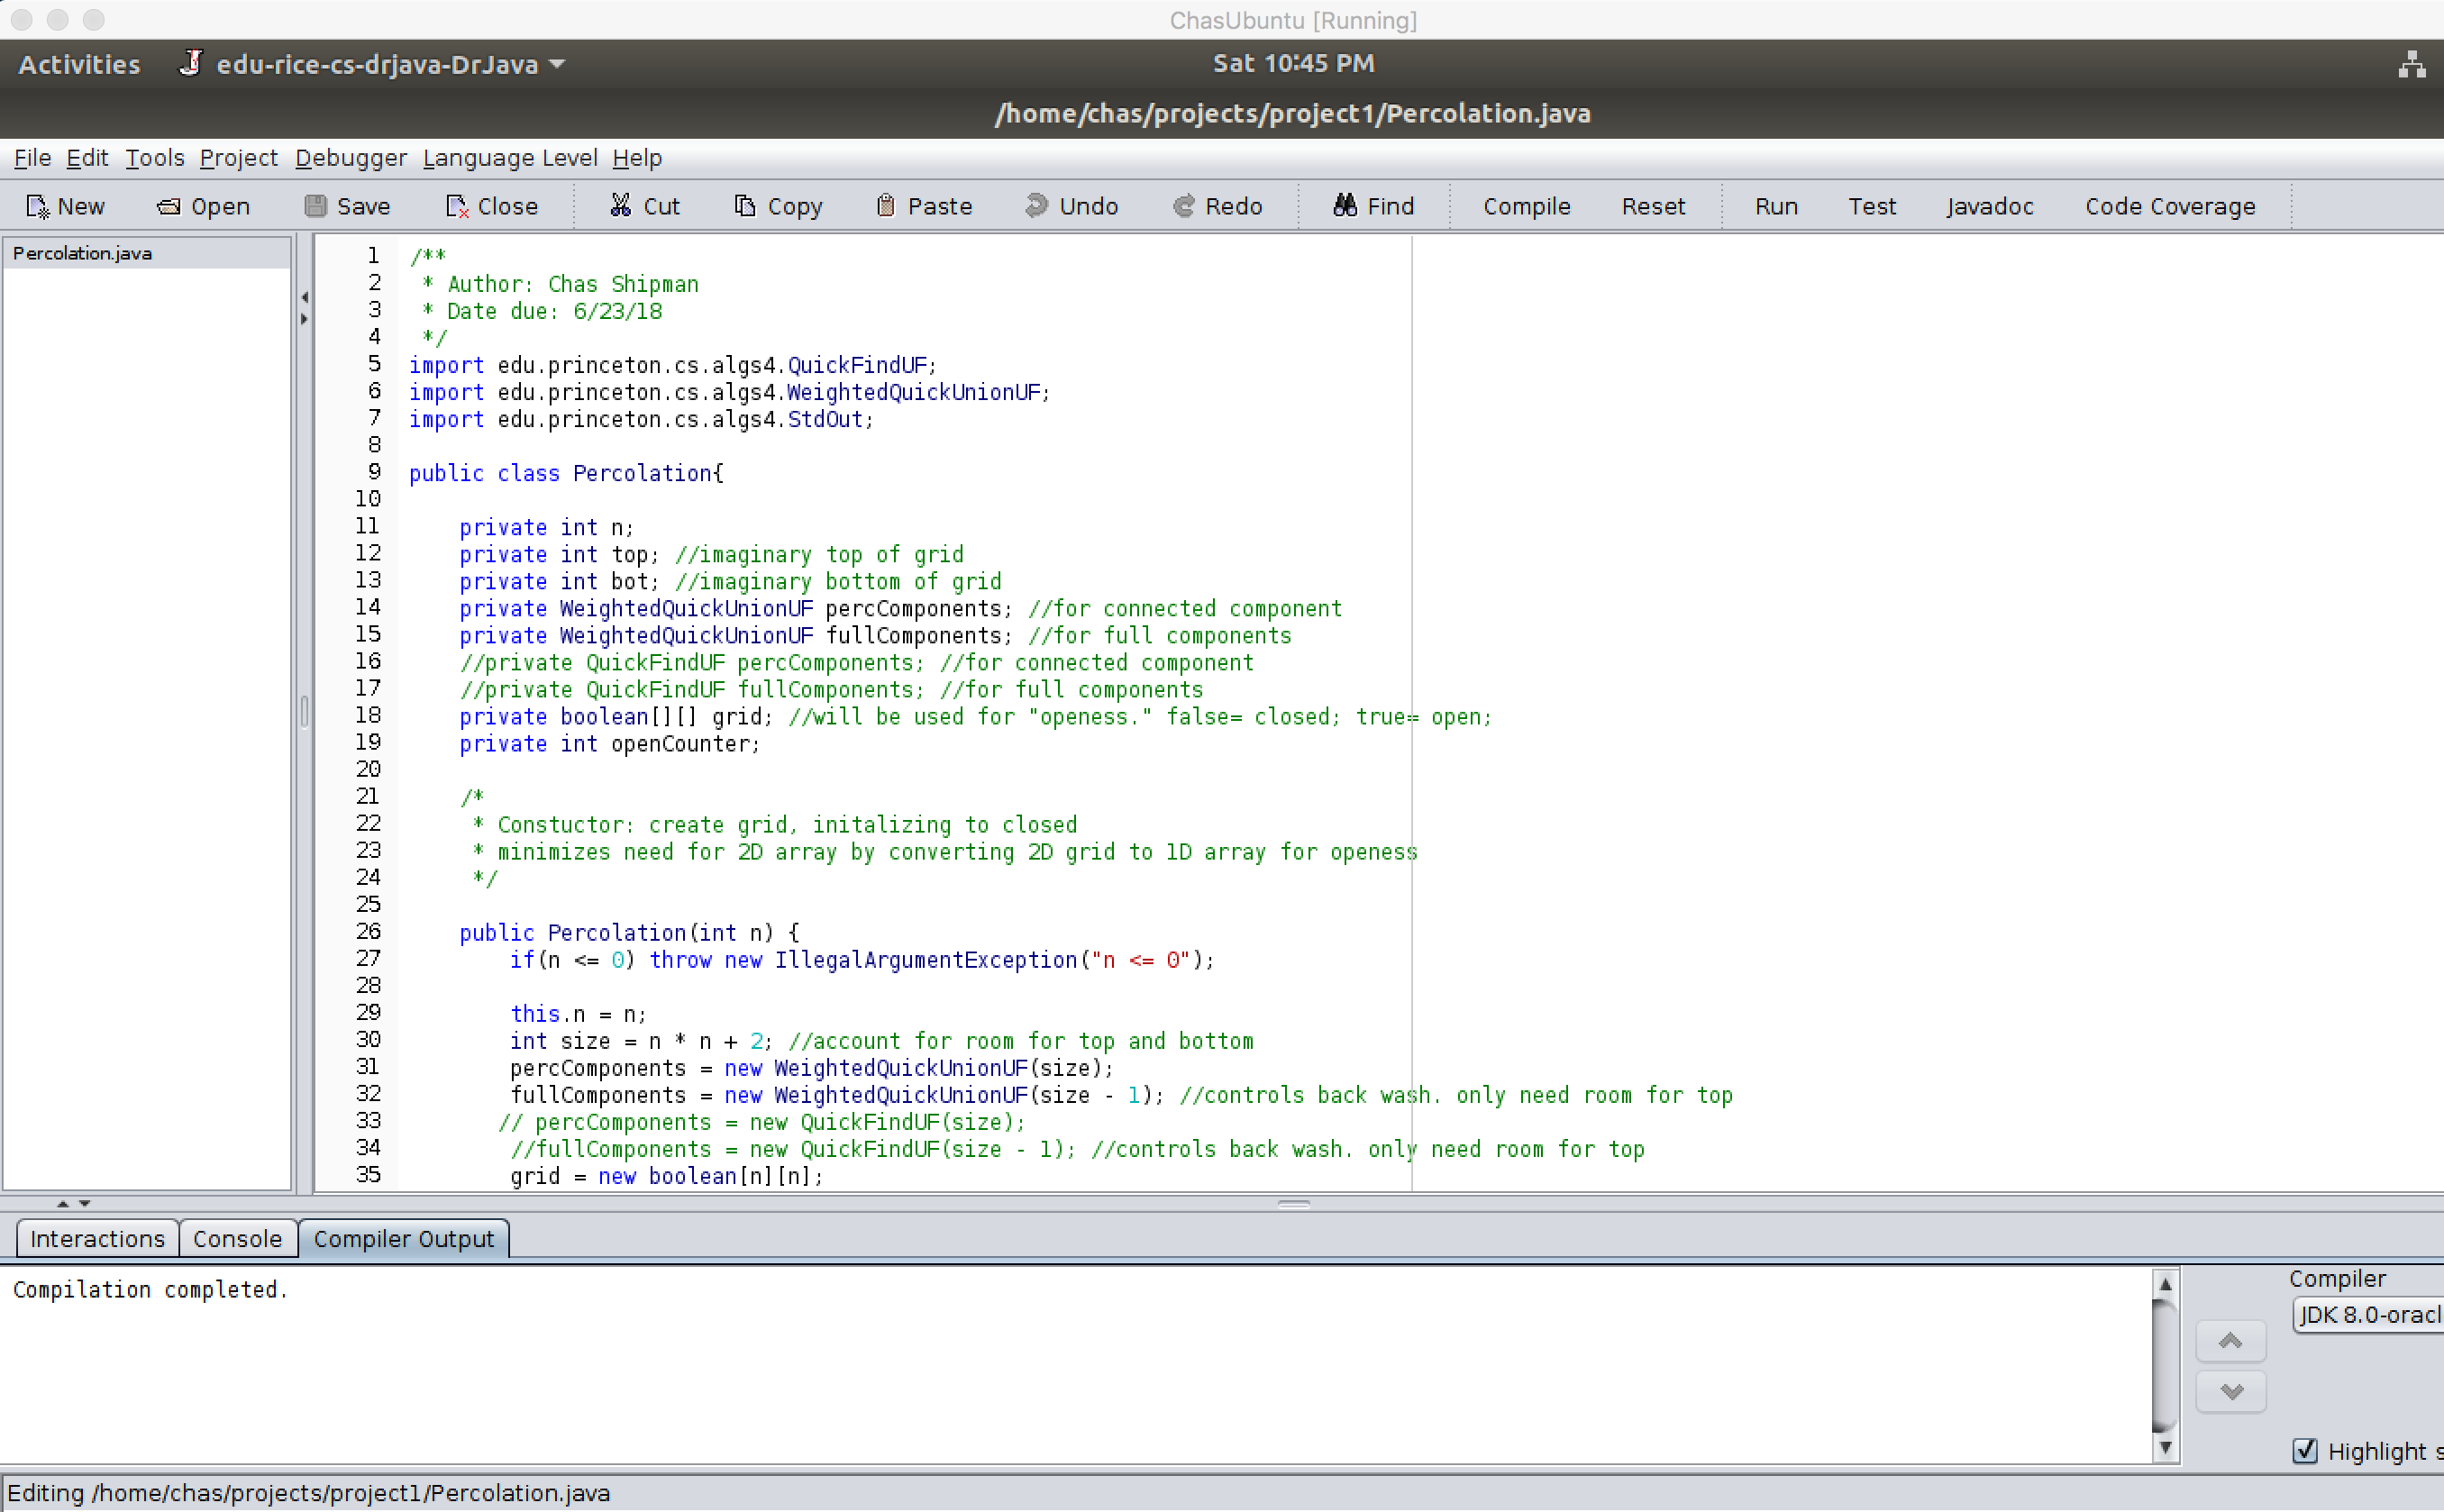 ChasUbuntu [Running]
Activities edu-rice-cs-drjava-DrJava Sat 10:45 PM
/home/chas/projects/project1/Percolation.java
File Edit Tools Project Debugger Language Level Help
New Open Save Close Cut Copy Paste Undo Redo Find Compile Reset Run Test Javadoc Code Coverage
Percolation.java
1 /**
2  * Author: Chas Shipman
3  * Date due: 6/23/18
4  */
5 import edu.princeton.cs.algs4.QuickFindUF;
6 import edu.princeton.cs.algs4.WeightedQuickUnionUF;
7 import edu.princeton.cs.algs4.StdOut;
8
9 public class Percolation{
10
11     private int n;
12     private int top; //imaginary top of grid
13     private int bot; //imaginary bottom of grid
14     private WeightedQuickUnionUF percComponents; //for connected component
15     private WeightedQuickUnionUF fullComponents; //for full components
16     //private QuickFindUF percComponents; //for connected component
17     //private QuickFindUF fullComponents; //for full components
18     private boolean[][] grid; //will be used for "openess." false= closed; true= open;
19     private int openCounter;
20
21     /*
22      * Constuctor: create grid, initalizing to closed
23      * minimizes need for 2D array by converting 2D grid to 1D array for openess
24      */
25
26     public Percolation(int n) {
27         if(n <= 0) throw new IllegalArgumentException("n <= 0");
28
29         this.n = n;
30         int size = n * n + 2; //account for room for top and bottom
31         percComponents = new WeightedQuickUnionUF(size);
32         fullComponents = new WeightedQuickUnionUF(size - 1); //controls back wash. only need room for top
33        // percComponents = new QuickFindUF(size);
34         //fullComponents = new QuickFindUF(size - 1); //controls back wash. only need room for top
35         grid = new boolean[n][n];
Interactions Console Compiler Output
Compilation completed.
Compiler
JDK 8.0-oracl
Highlight s
Editing /home/chas/projects/project1/Percolation.java